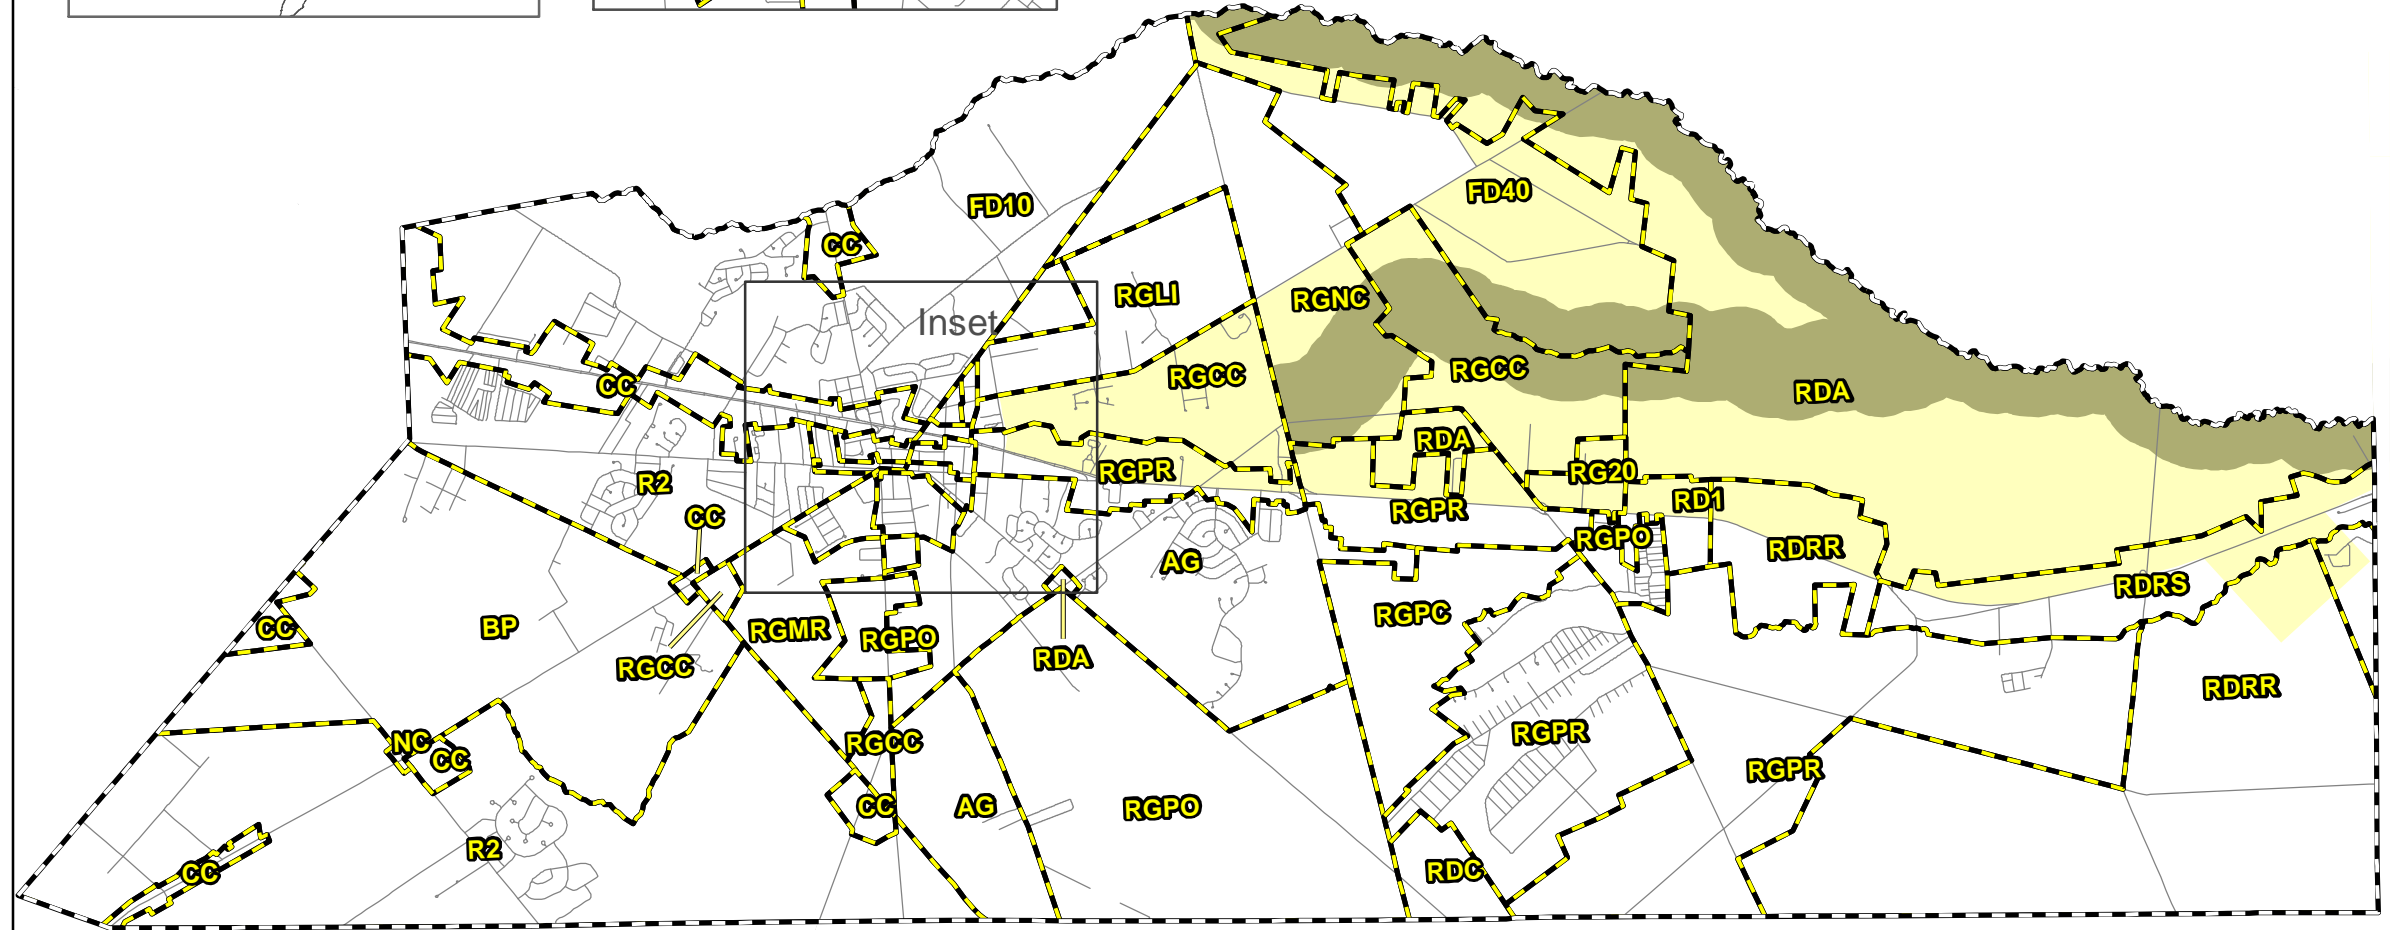 FD40
FD10
CC
RGLI
RGNC
Inset
RGCC
RGCC
CC
RDA
RDA
RGPR
RG20
R2
RD1
RGPR
CC
RGPO
RDRR
AG
RDRS
RGPC
CC
BP
RGMR
RGPO
RDA
RGCC
RDRR
RGPR
NC
RGCC
CC
RGPR
CC
AG
RGPO
R2
RDC
CC